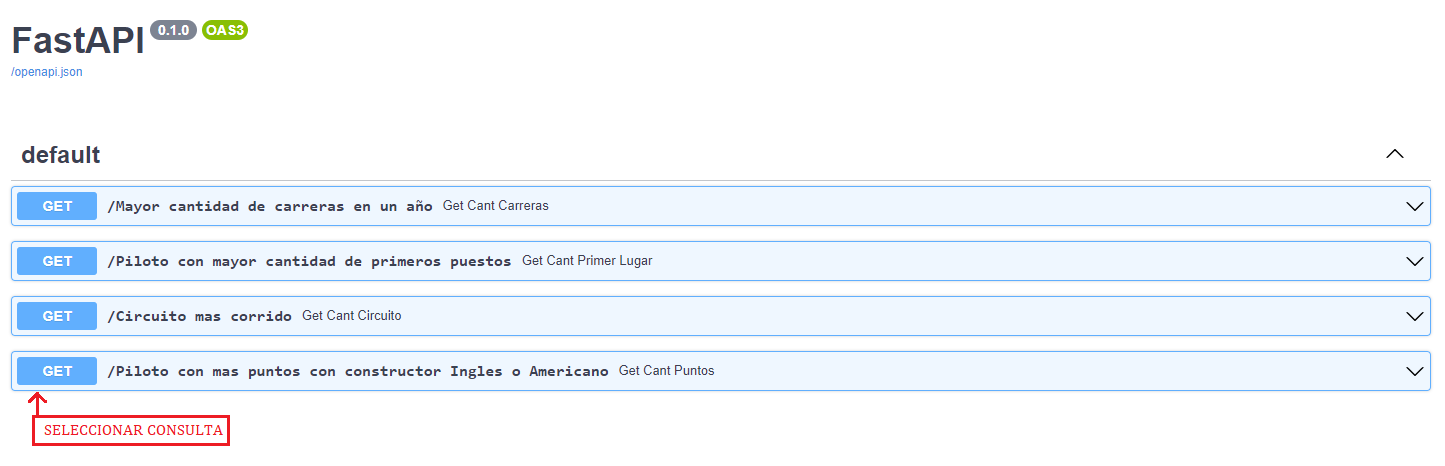 FastAPI 0.1.0 OAS3
/openapi.json
default
GET /Mayor cantidad de carreras en un año Get Cant Carreras
GET /Piloto con mayor cantidad de primeros puestos Get Cant Primer Lugar
GET /Circuito mas corrido Get Cant Circuito
GET /Piloto con mas puntos con constructor Ingles o Americano Get Cant Puntos
SELECCIONAR CONSULTA